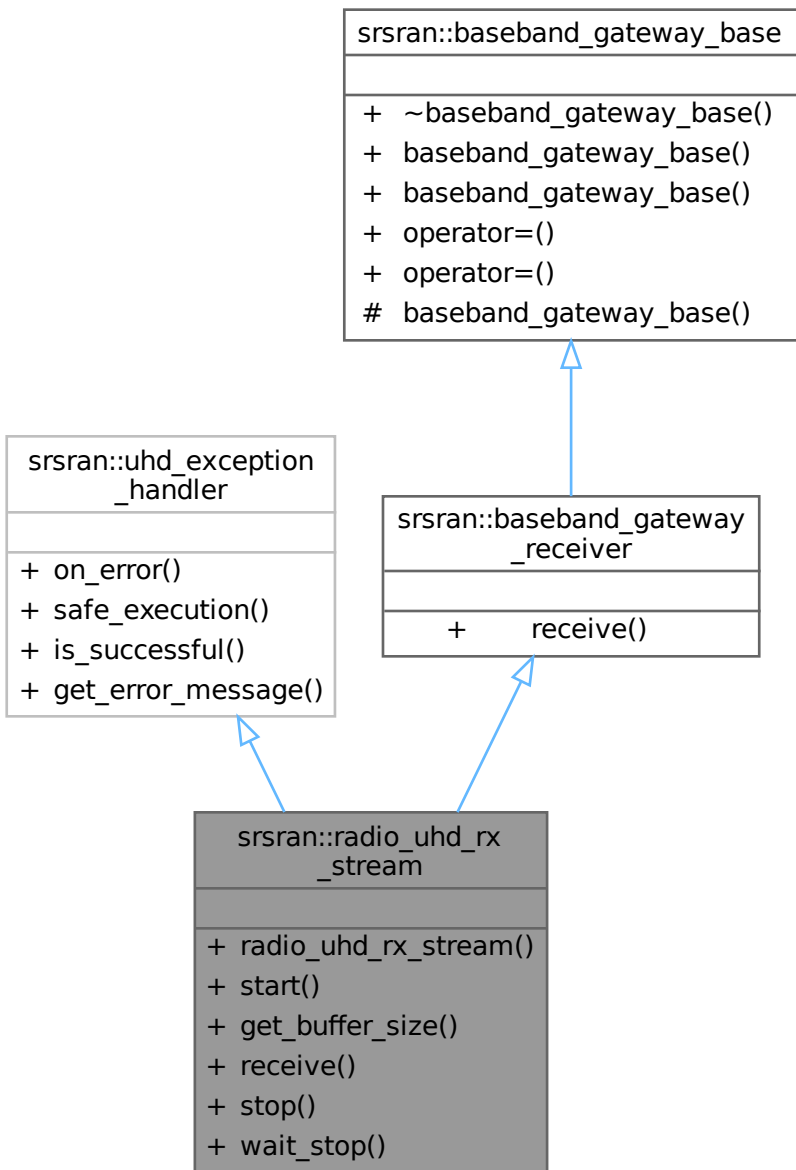 srsran::baseband_gateway_base
+ ~baseband_gateway_base()
+ baseband_gateway_base()
+ baseband_gateway_base()
+ operator=()
+ operator=()
# baseband_gateway_base()
srsran::uhd_exception
_handler
+ on_error()
+ safe_execution()
+ is_successful()
+ get_error_message()
srsran::baseband_gateway
_receiver
+ receive()
srsran::radio_uhd_rx
_stream
+ radio_uhd_rx_stream()
+ start()
+ get_buffer_size()
+ receive()
+ stop()
+ wait_stop()